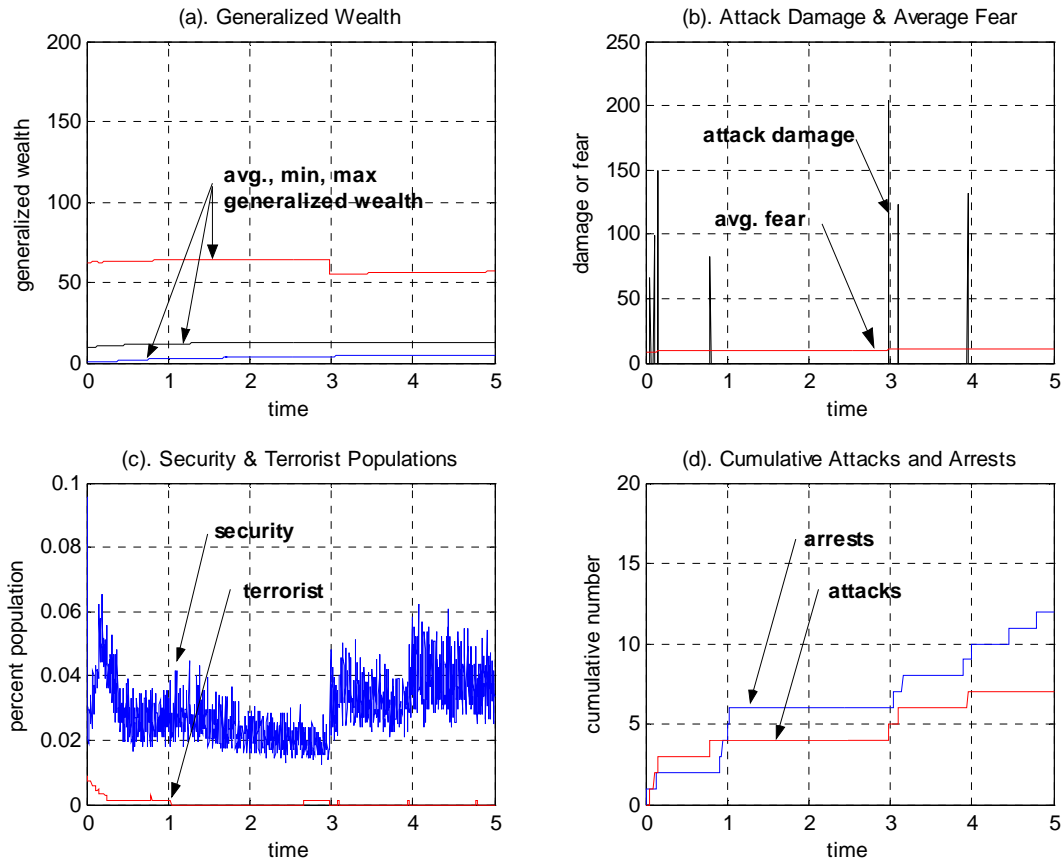 (a). Generalized Wealth
200
150
100
50
0
generalized wealth
avg., min, max
generalized wealth
0 1 2 3 4 5
time
(b). Attack Damage & Average Fear
250
200
150
100
50
0
damage or fear
attack damage
avg. fear
0 1 2 3 4 5
time
(c). Security & Terrorist Populations
0.1
0.08
0.06
0.04
0.02
0
percent population
security
terrorist
0 1 2 3 4 5
time
(d). Cumulative Attacks and Arrests
20
15
10
5
0
cumulative number
arrests
attacks
0 1 2 3 4 5
time